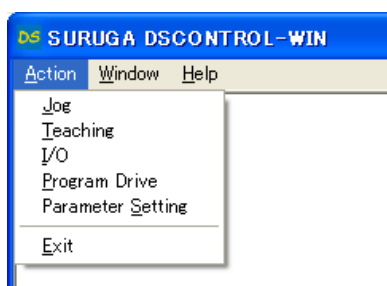 DS SURUGA DSCONTROL-WIN
Action Window Help
Jog
Teaching
I/O
Program Drive
Parameter Setting
Exit